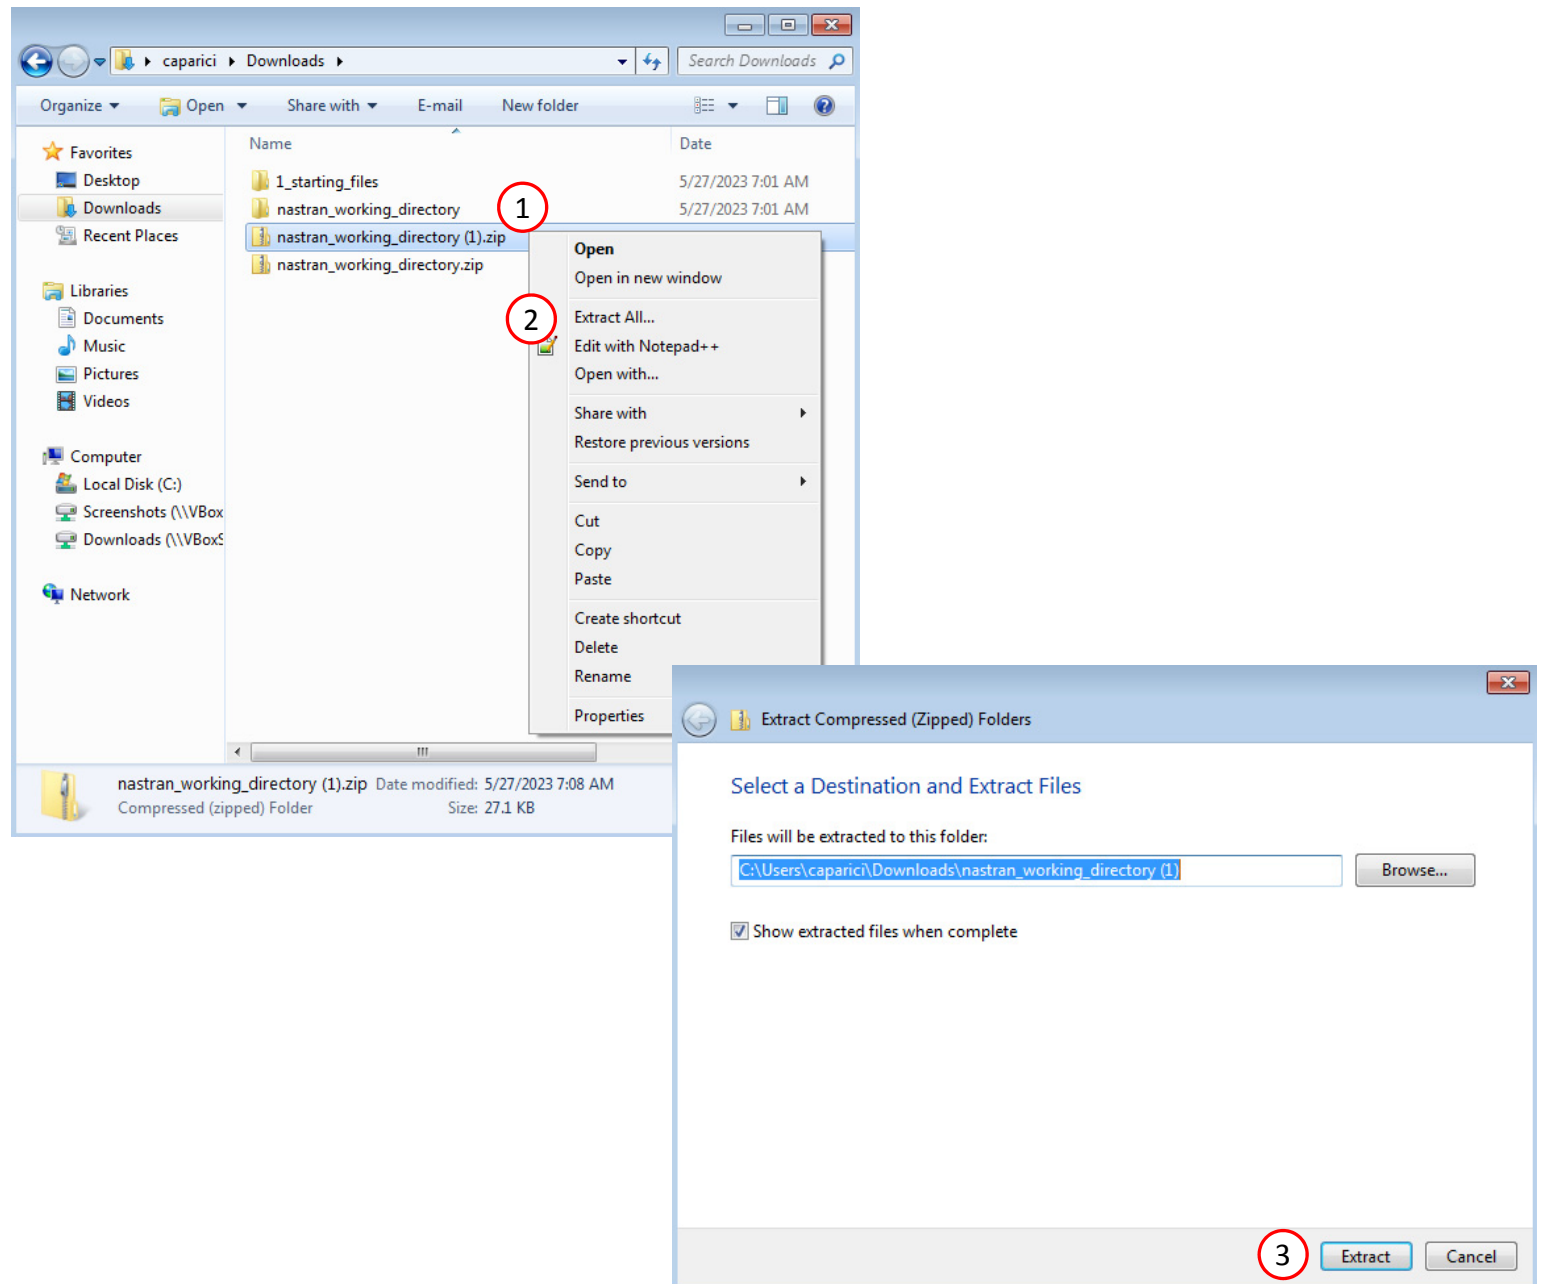 caparici Downloads
Search Downloads
Organize Open Share with E-mail New folder
Favorites
Desktop
Downloads
Recent Places
Libraries
Documents
Music
Pictures
Videos
Computer
Local Disk (C:)
Screenshots (\\VBox
Downloads (\\VBoxS
Network
Name Date
1_starting_files 5/27/2023 7:01 AM
nastran_working_directory 5/27/2023 7:01 AM
nastran_working_directory (1).zip
nastran_working_directory.zip
1
2
Open
Open in new window
Extract All...
Edit with Notepad++
Open with...
Share with
Restore previous versions
Send to
Cut
Copy
Paste
Create shortcut
Delete
Rename
Properties
nastran_working_directory (1).zip Date modified: 5/27/2023 7:08 AM
Compressed (zipped) Folder Size: 27.1 KB
Extract Compressed (Zipped) Folders
Select a Destination and Extract Files
Files will be extracted to this folder:
C:\Users\caparici\Downloads\nastran_working_directory (1)
Browse...
Show extracted files when complete
3
Extract Cancel